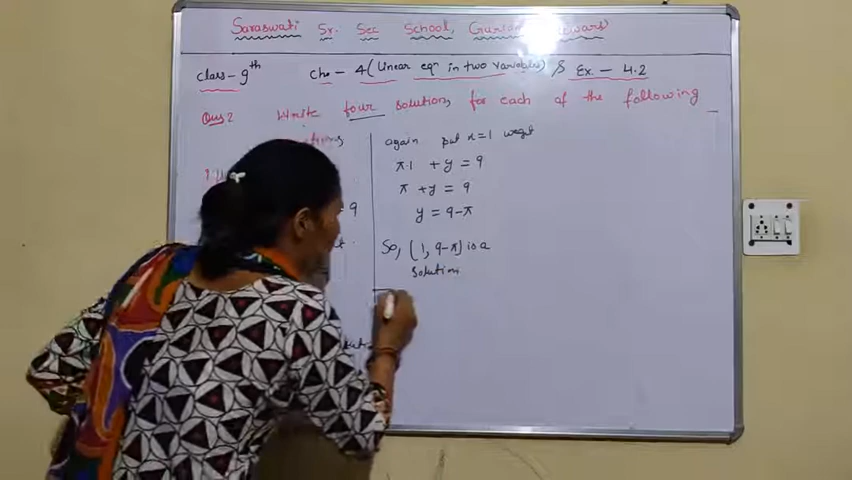 Saraswati Sr. Sec School,
class-9th Ch- 4 (Linear eqn in two variables) Ex.- 4.2
Ques 2 Write four solutions for each of the following
again put x=1 we get
π·1 + y = 9
π + y = 9
y = 9-π
So, (1, 9-π) is a
solution